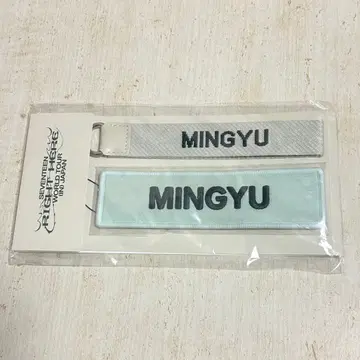 SEVENTEEN
RIGHT HERE
WORLD TOUR
IN JAPAN
MINGYU
MINGYU